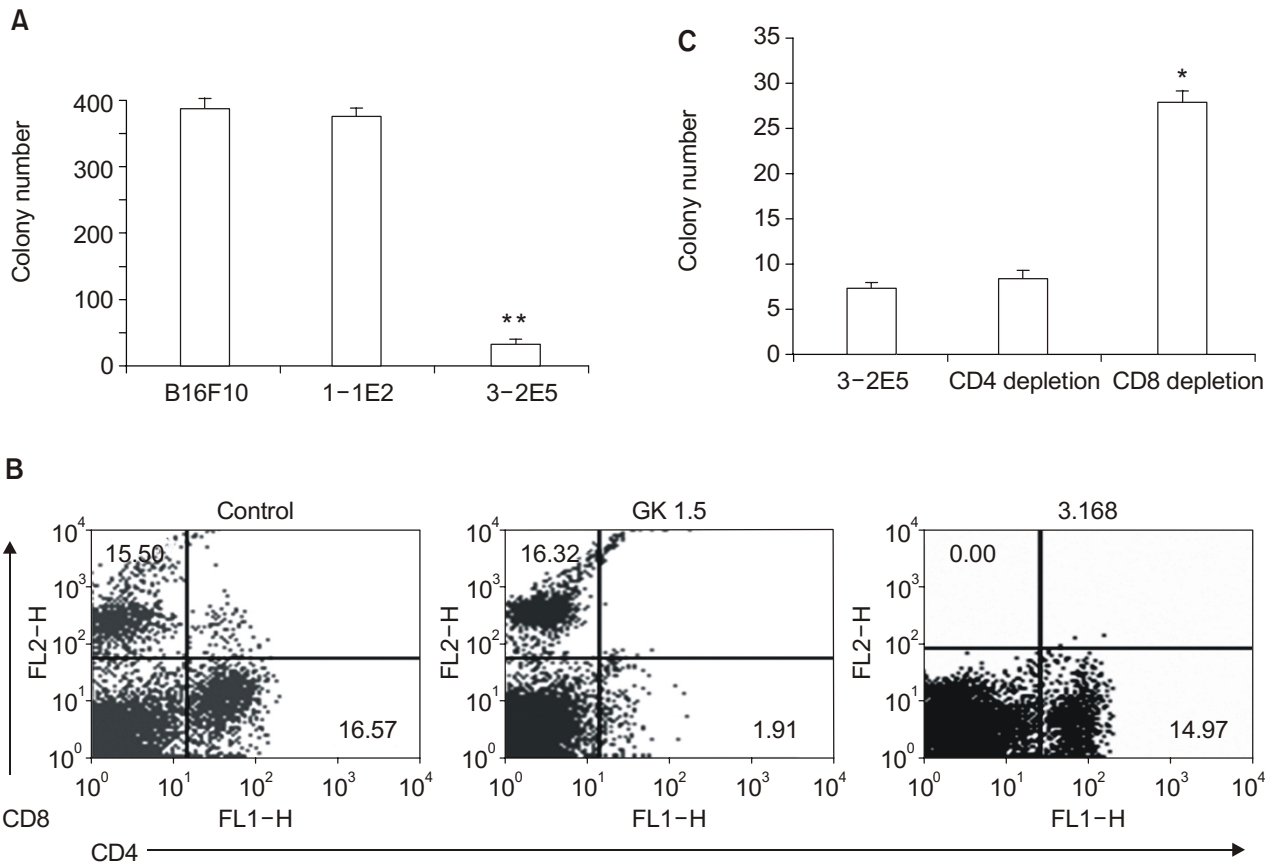 A
Colony number
400
300
200
100
0
**
B16F10
1−1E2
3−2E5
C
Colony number
35
30
25
20
15
10
5
0
*
3−2E5
CD4 depletion
CD8 depletion
B
CD8
CD4
Control
FL2−H
10^4
10^3
10^2
10^1
10^0
15.50
16.57
10^0 10^1 10^2 10^3 10^4
FL1−H
GK 1.5
FL2−H
10^4
10^3
10^2
10^1
10^0
16.32
1.91
10^0 10^1 10^2 10^3 10^4
FL1−H
3.168
FL2−H
10^4
10^3
10^2
10^1
10^0
0.00
14.97
10^0 10^1 10^2 10^3 10^4
FL1−H